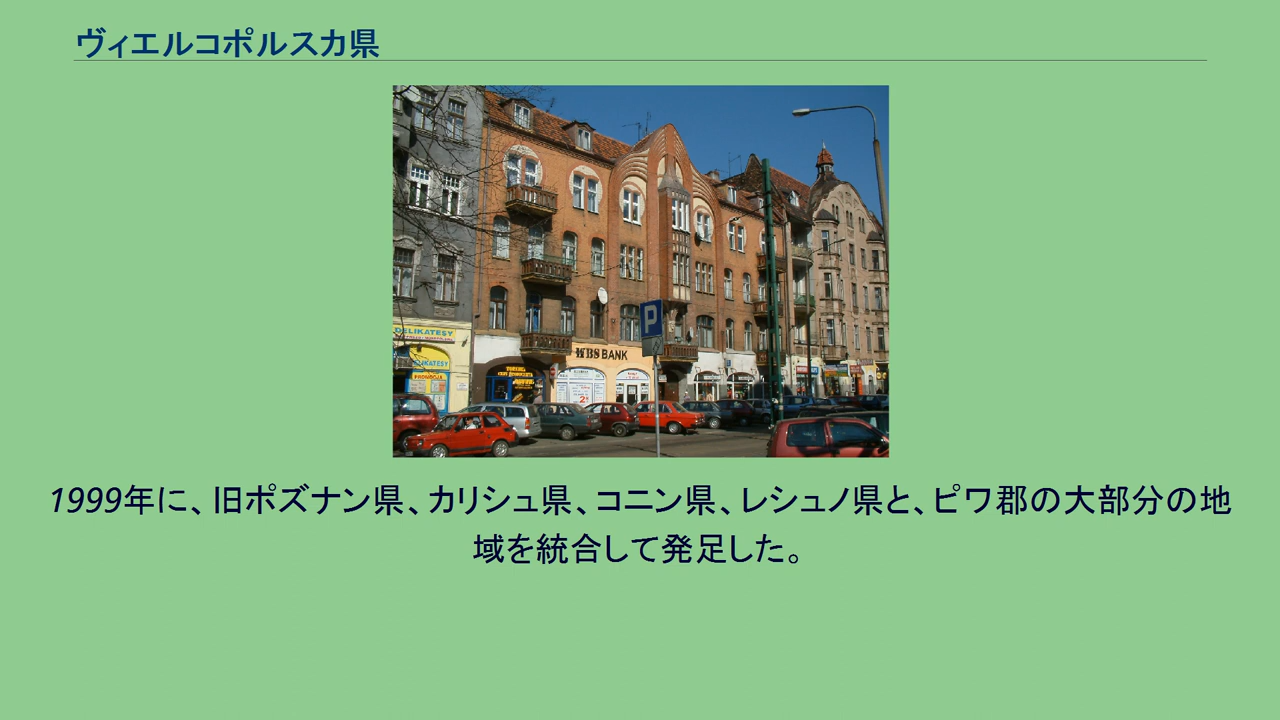 ヴィエルコポルスカ県
DELIKATESY
PROMOCJA
WBS BANK
P
1999年に、旧ポズナン県、カリシュ県、コニン県、レシュノ県と、ピワ郡の大部分の地
域を統合して発足した。